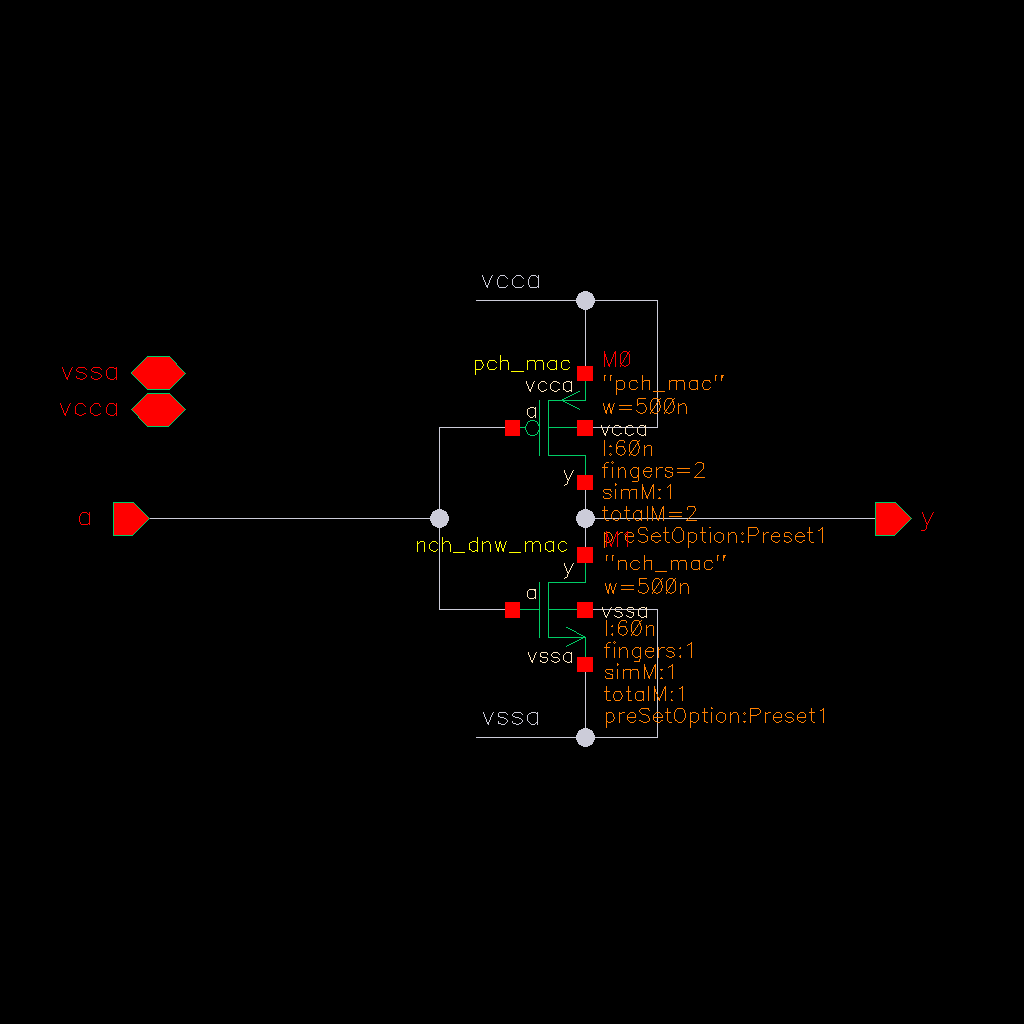 vcca
vssa
vcca
a
y
pch_mac
vcca
a
vcca
y
M0
"pch_mac"
w=500n
l:60n
fingers=2
simM:1
totalM=2
preSetOption:Preset1
nch_dnw_mac
y
a
vssa
vssa
"nch_mac"
w=500n
l:60n
fingers:1
simM:1
totalM:1
preSetOption:Preset1
vssa